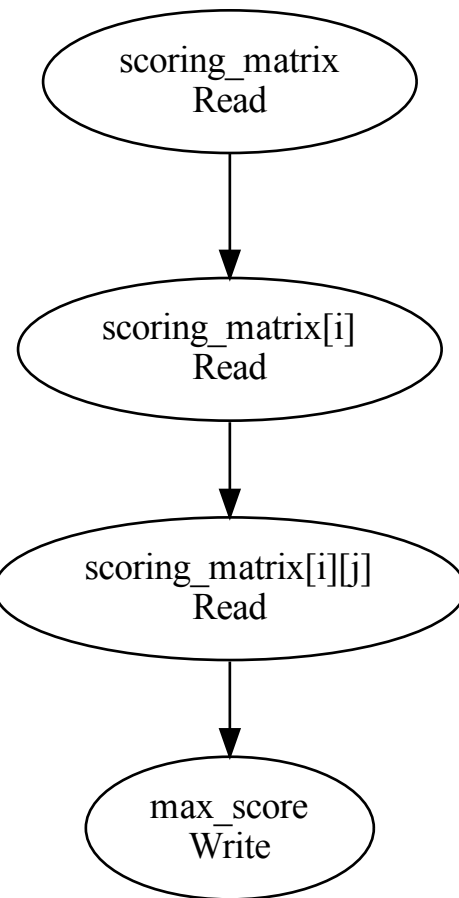 scoring_matrix
Read
scoring_matrix[i]
Read
scoring_matrix[i][j]
Read
max_score
Write